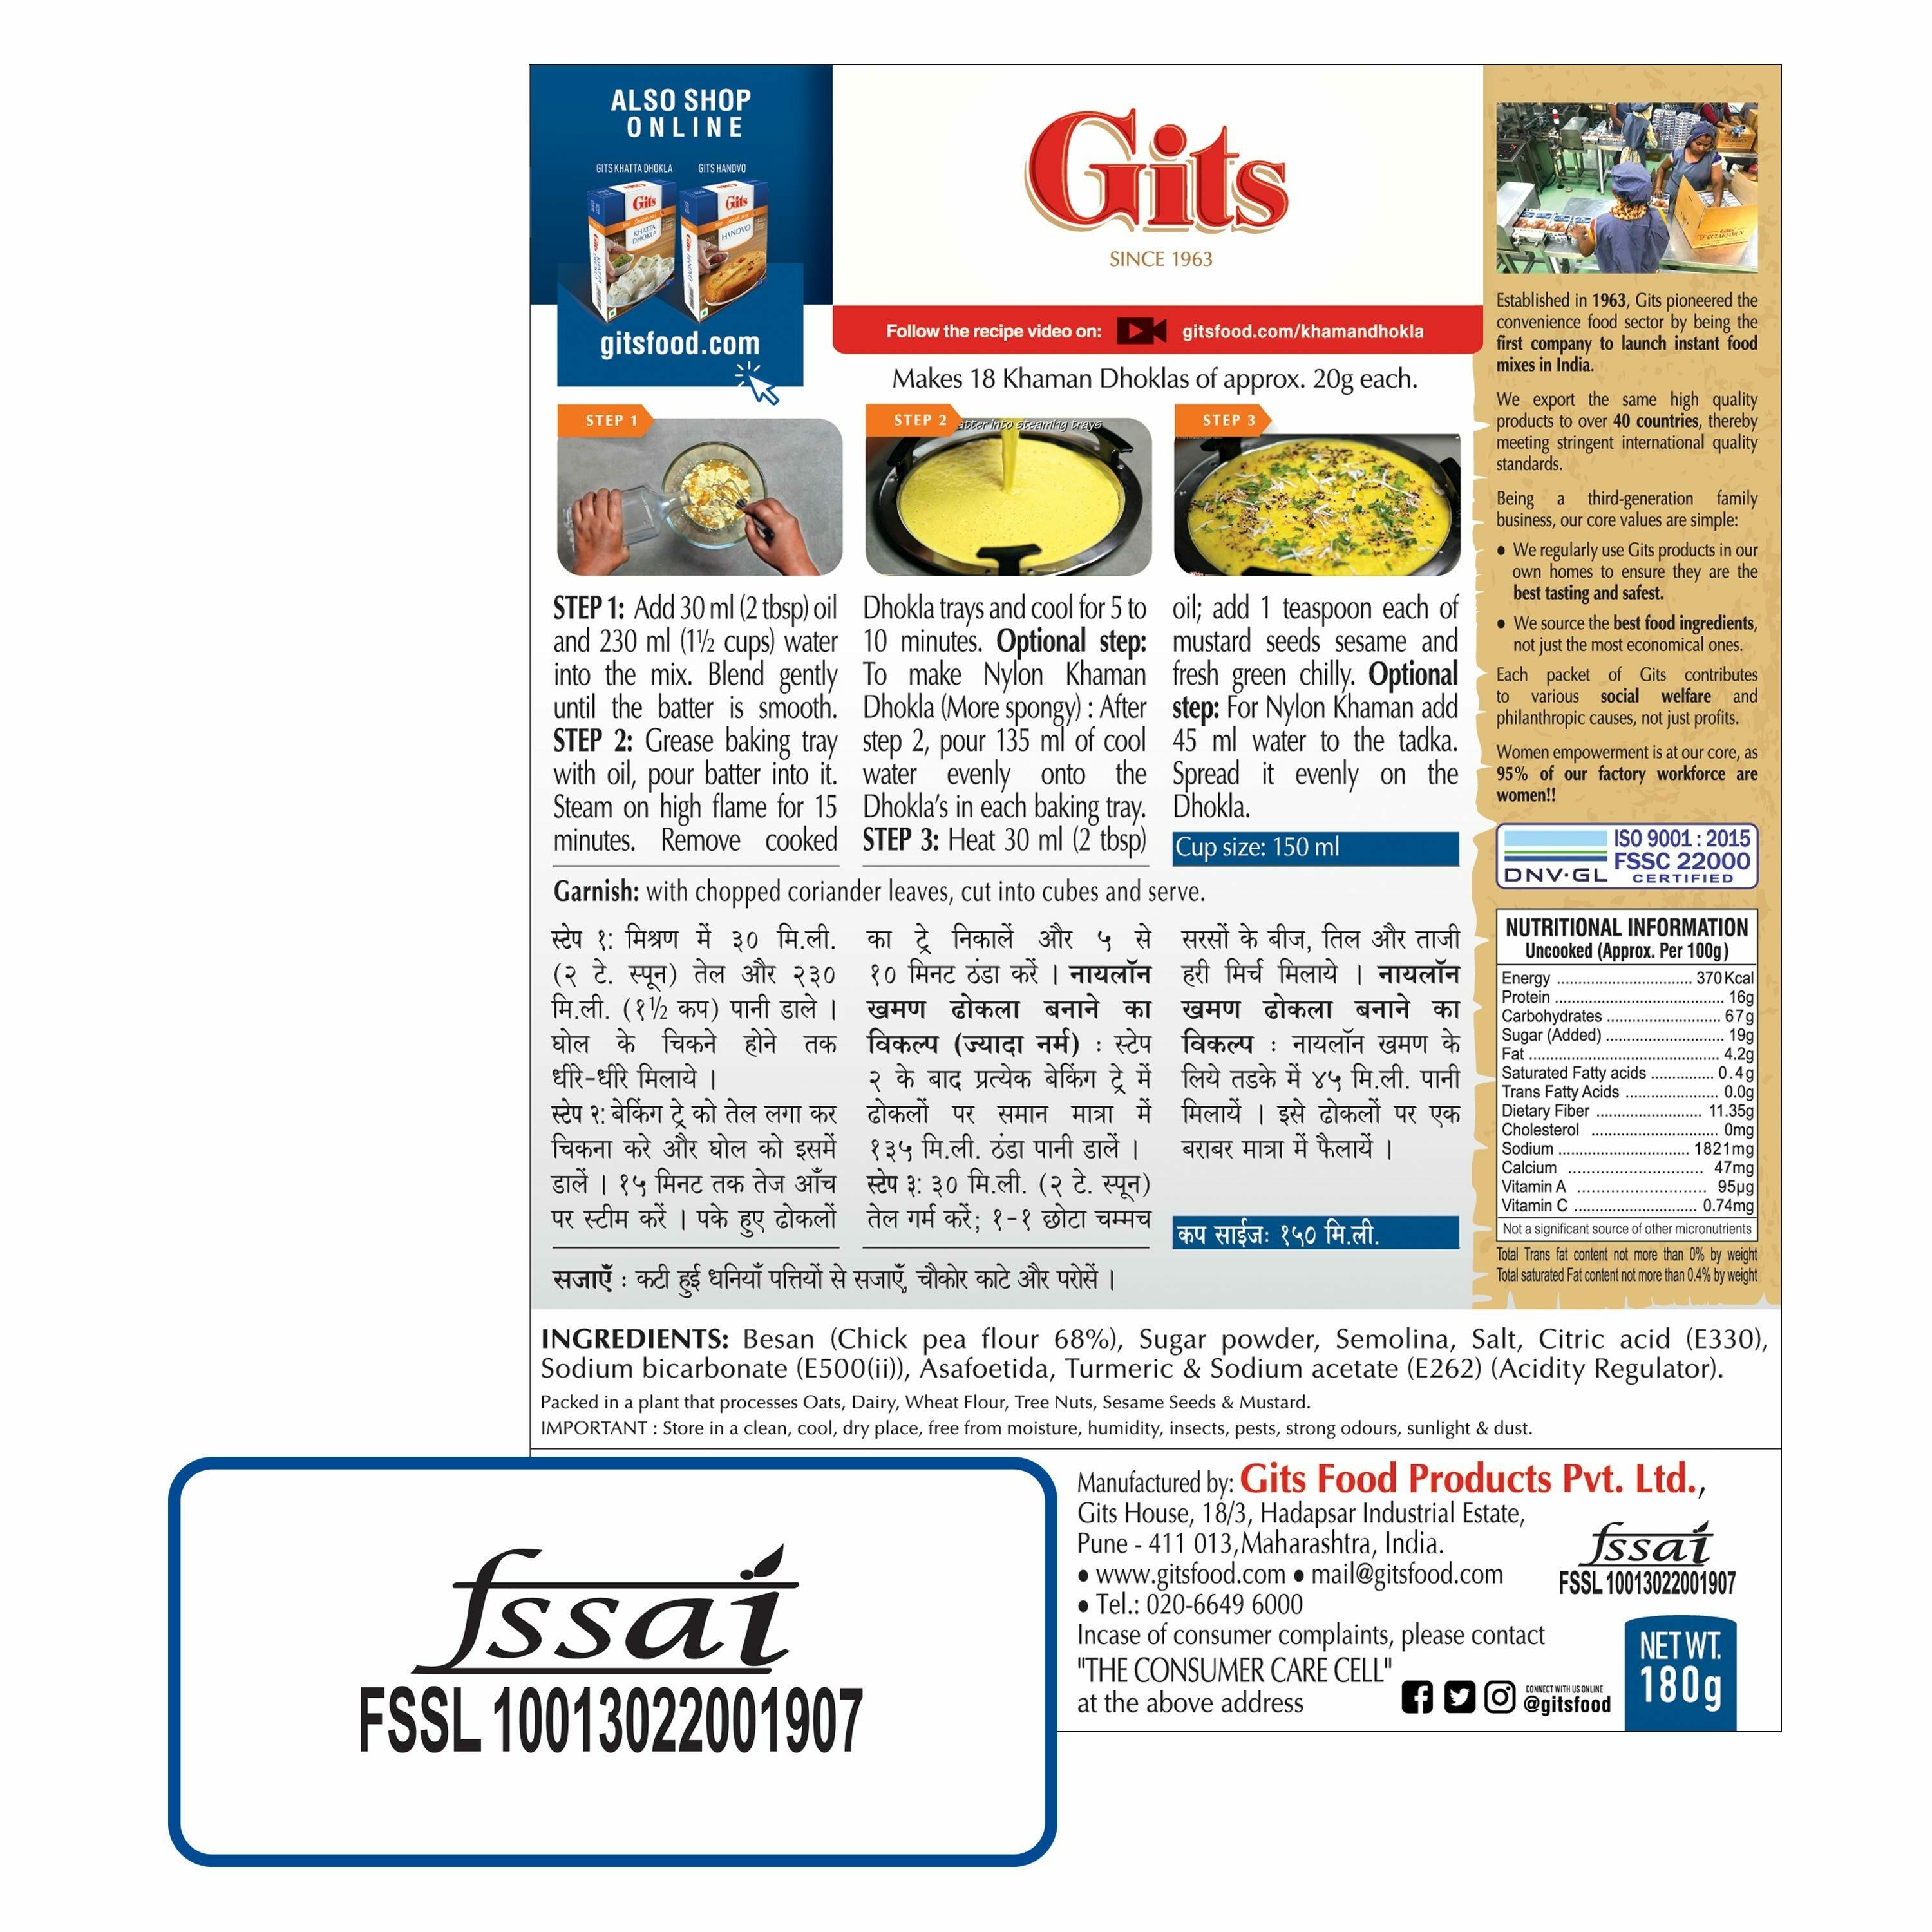 ALSO SHOP
ONLINE
GITS KHATTA DHOKLA
GITS HANDVO
Gits
KHATTA
DHOKLA
Gits
HANDVO
gitsfood.com
Gits
SINCE 1963
Follow the recipe video on:
gitsfood.com/khamandhokla
Makes 18 Khaman Dhoklas of approx. 20g each.
STEP 1
STEP 2
atter into steaming trays
STEP 3
STEP 1: Add 30 ml (2 tbsp) oil
and 230 ml (1½ cups) water
into the mix. Blend gently
until the batter is smooth.
STEP 2: Grease baking tray
with oil, pour batter into it.
Steam on high flame for 15
minutes. Remove cooked
Dhokla trays and cool for 5 to
10 minutes. Optional step:
To make Nylon Khaman
Dhokla (More spongy) : After
step 2, pour 135 ml of cool
water evenly onto the
Dhokla's in each baking tray.
STEP 3: Heat 30 ml (2 tbsp)
oil; add 1 teaspoon each of
mustard seeds sesame and
fresh green chilly. Optional
step: For Nylon Khaman add
45 ml water to the tadka.
Spread it evenly on the
Dhokla.
Cup size: 150 ml
Garnish: with chopped coriander leaves, cut into cubes and serve.
स्टेप १: मिश्रण में ३० मि.ली.
(२ टे. स्पून) तेल और २३०
मि.ली. (१½ कप) पानी डाले ।
घोल के चिकने होने तक
धीरे-धीरे मिलाये ।
स्टेप २: बेकिंग ट्रे को तेल लगा कर
चिकना करे और घोल को इसमें
डालें । १५ मिनट तक तेज आँच
पर स्टीम करें । पके हुए ढोकलों
का ट्रे निकालें और ५ से
१० मिनट ठंडा करें । नायलॉन
खमण ढोकला बनाने का
विकल्प (ज्यादा नर्म) : स्टेप
२ के बाद प्रत्येक बेकिंग ट्रे में
ढोकलों पर समान मात्रा में
१३५ मि.ली. ठंडा पानी डालें ।
स्टेप ३: ३० मि.ली. (२ टे. स्पून)
तेल गर्म करें; १-१ छोटा चम्मच
सरसों के बीज, तिल और ताजी
हरी मिर्च मिलाये । नायलॉन
खमण ढोकला बनाने का
विकल्प : नायलॉन खमण के
लिये तडके में ४५ मि.ली. पानी
मिलायें । इसे ढोकलों पर एक
बराबर मात्रा में फैलायें ।
कप साईज: १५० मि.ली.
सजाएँ : कटी हुई धनियाँ पत्तियों से सजाएँ, चौकोर काटे और परोसें ।
Established in 1963, Gits pioneered the
convenience food sector by being the
first company to launch instant food
mixes in India.
We export the same high quality
products to over 40 countries, thereby
meeting stringent international quality
standards.
Being a third-generation family
business, our core values are simple:
• We regularly use Gits products in our
own homes to ensure they are the
best tasting and safest.
• We source the best food ingredients,
not just the most economical ones.
Each packet of Gits contributes
to various social welfare and
philanthropic causes, not just profits.
Women empowerment is at our core, as
95% of our factory workforce are
women!!
DNV·GL
ISO 9001 : 2015
FSSC 22000
CERTIFIED
NUTRITIONAL INFORMATION
Uncooked (Approx. Per 100g)
Energy ................................ 370 Kcal
Protein ........................................ 16g
Carbohydrates ........................... 67g
Sugar (Added) ............................ 19g
Fat ............................................. 4.2g
Saturated Fatty acids ............... 0.4g
Trans Fatty Acids ...................... 0.0g
Dietary Fiber ......................... 11.35g
Cholesterol .............................. 0mg
Sodium ............................... 1821mg
Calcium ................................ 47mg
Vitamin A ............................... 95µg
Vitamin C ............................. 0.74mg
Not a significant source of other micronutrients
Total Trans fat content not more than 0% by weight
Total saturated Fat content not more than 0.4% by weight
INGREDIENTS: Besan (Chick pea flour 68%), Sugar powder, Semolina, Salt, Citric acid (E330),
Sodium bicarbonate (E500(ii)), Asafoetida, Turmeric & Sodium acetate (E262) (Acidity Regulator).
Packed in a plant that processes Oats, Dairy, Wheat Flour, Tree Nuts, Sesame Seeds & Mustard.
IMPORTANT : Store in a clean, cool, dry place, free from moisture, humidity, insects, pests, strong odours, sunlight & dust.
fssai
FSSL 10013022001907
Manufactured by: Gits Food Products Pvt. Ltd.,
Gits House, 18/3, Hadapsar Industrial Estate,
Pune - 411 013, Maharashtra, India.
• www.gitsfood.com • mail@gitsfood.com
• Tel.: 020-6649 6000
Incase of consumer complaints, please contact
"THE CONSUMER CARE CELL"
at the above address
CONNECT WITH US ONLINE
@gitsfood
fssai
FSSL 10013022001907
NET WT.
180g